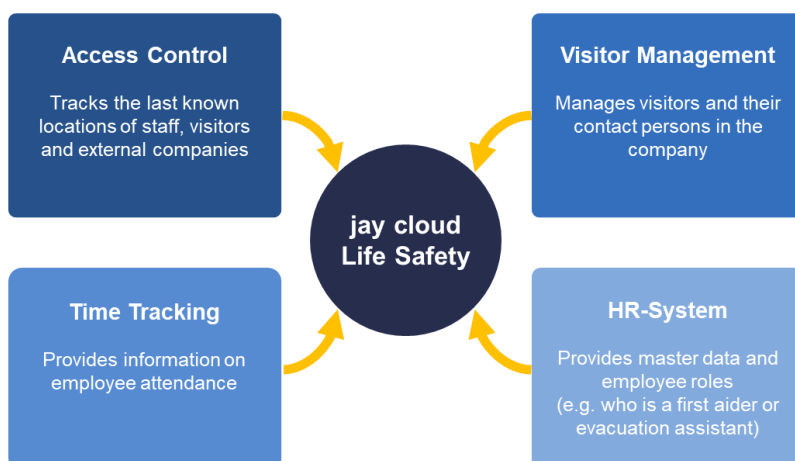 Access Control
Tracks the last known
locations of staff, visitors
and external companies
Visitor Management
Manages visitors and their
contact persons in the
company
jay cloud
Life Safety
Time Tracking
Provides information on
employee attendance
HR-System
Provides master data and
employee roles
(e.g. who is a first aider or
evacuation assistant)